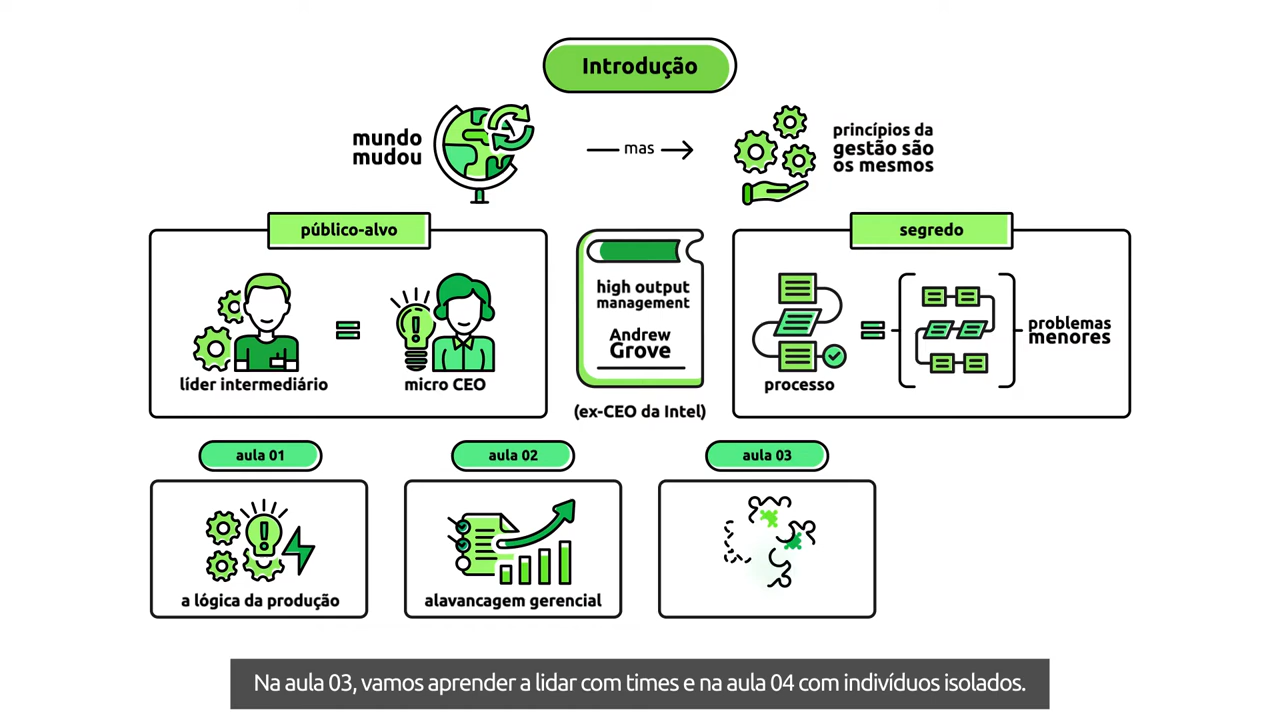 Introdução
mundo
mudou
mas
princípios da
gestão são
os mesmos
público-alvo
líder intermediário
micro CEO
high output
management
Andrew
Grove
(ex-CEO da Intel)
segredo
processo
problemas
menores
aula 01
a lógica da produção
aula 02
alavancagem gerencial
aula 03
Na aula 03, vamos aprender a lidar com times e na aula 04 com indivíduos isolados.